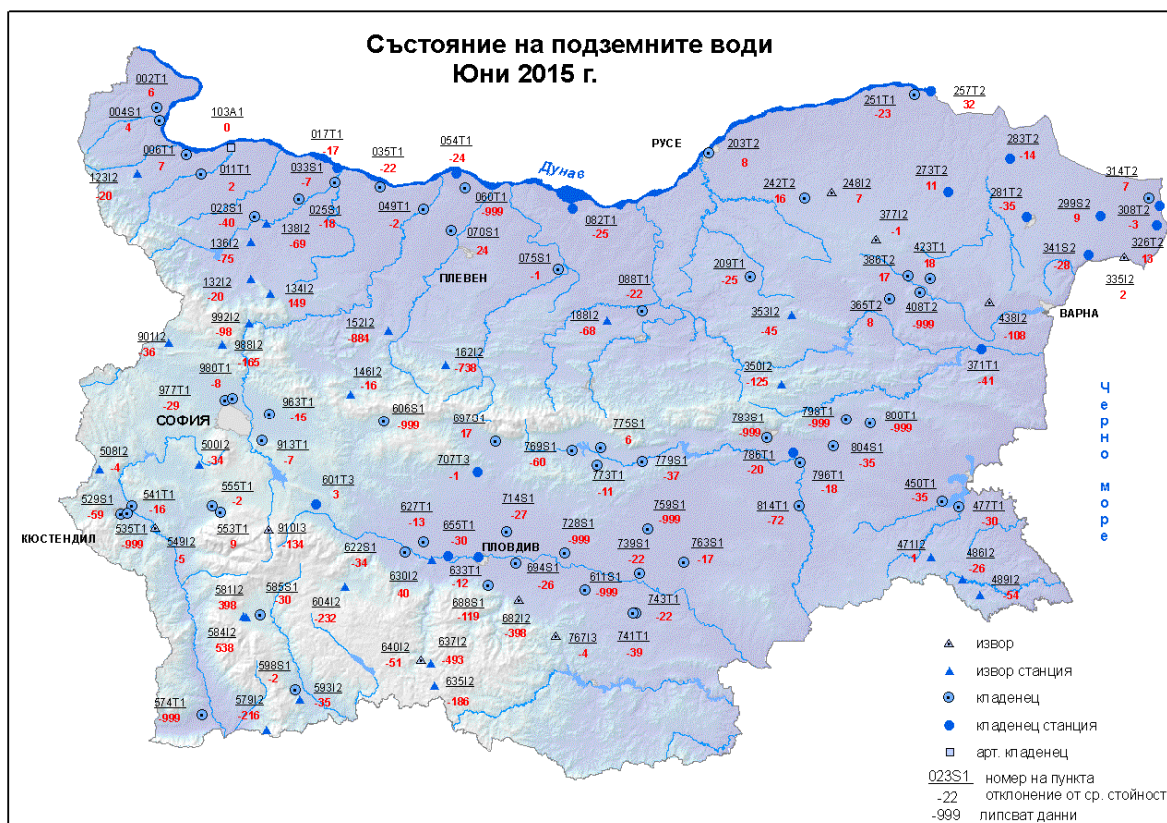 Състояние на подземните води
Юни 2015 г.
002T1
6
004S1
4
103A1
0
006T1
7
011T1
2
123I2
-20
017T1
-17
033S1
-7
035T1
-22
054T1
-24
060T1
-999
049T1
-2
070S1
24
025S1
-18
023S1
-40
138I2
-69
136I2
-75
132I2
-20
134I2
149
Дунав
082T1
-25
075S1
-1
ПЛЕВЕН
088T1
-22
188I2
-68
РУСЕ
203T2
8
251T1
-23
257T2
32
283T2
-14
273T2
11
242T2
16
248I2
7
281T2
-35
299S2
9
314T2
7
308T2
-3
326T2
13
341S2
-28
335I2
2
377I2
-1
386T2
17
423T1
18
209T1
-25
365T2
8
408T2
-999
438I2
-108
ВАРНА
353I2
-45
371T1
-41
350I2
-125
992I2
-98
901I2
36
988I2
-165
152I2
-884
162I2
-738
146I2
-16
980T1
-8
977T1
-29
СОФИЯ
963T1
-15
913T1
-7
606S1
-999
697S1
17
775S1
6
769S1
-60
773T1
-11
779S1
-37
783S1
-999
798T1
-999
800T1
-999
786T1
-20
804S1
-35
796T1
-18
Черно море
508I2
-4
500I2
-34
529S1
-59
541T1
-16
555T1
-2
601T3
3
707T3
-1
535T1
-999
КЮСТЕНДИЛ
549I2
-5
553T1
9
910I3
-134
627T1
-13
655T1
-30
714S1
-27
728S1
-999
759S1
-999
814T1
-72
450T1
-35
477T1
-30
622S1
-34
ПЛОВДИВ
694S1
-26
739S1
-22
763S1
-17
471I2
-1
486I2
-26
489I2
-54
630I2
40
633T1
-12
611S1
-999
581I2
398
585S1
-30
604I2
-232
688S1
-119
682I2
-398
743T1
-22
741T1
-39
767I3
-4
584I2
538
640I2
-51
637I2
-493
635I2
-186
598S1
-2
593I2
-35
579I2
-216
574T1
-999
извор
извор станция
кладенец
кладенец станция
арт. кладенец
023S1 номер на пункта
-22 отклонение от ср. стойност
-999 липсват данни